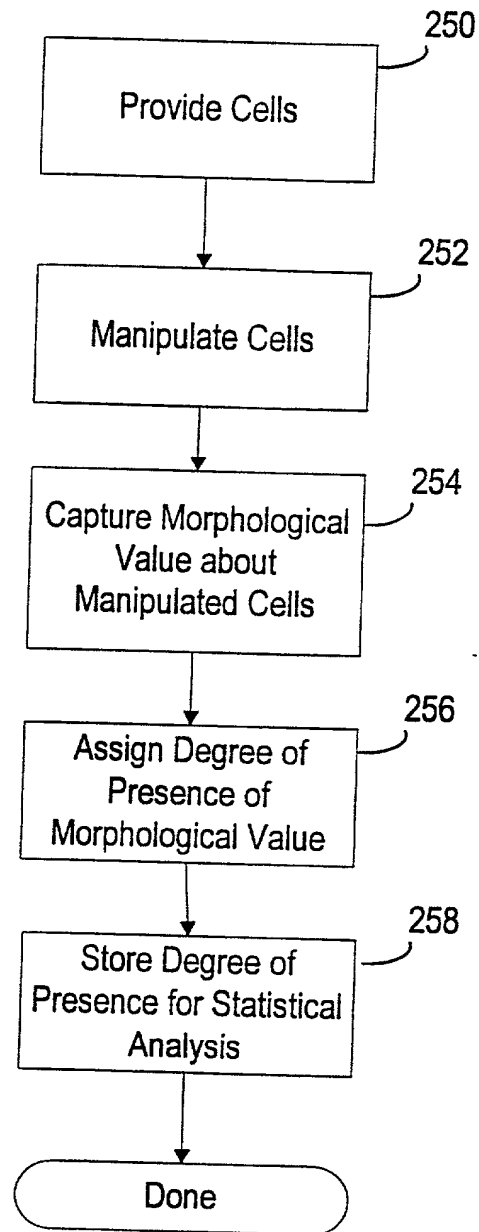 250
Provide Cells
252
Manipulate Cells
254
Capture Morphological
Value about
Manipulated Cells
256
Assign Degree of
Presence of
Morphological Value
258
Store Degree of
Presence for Statistical
Analysis
Done